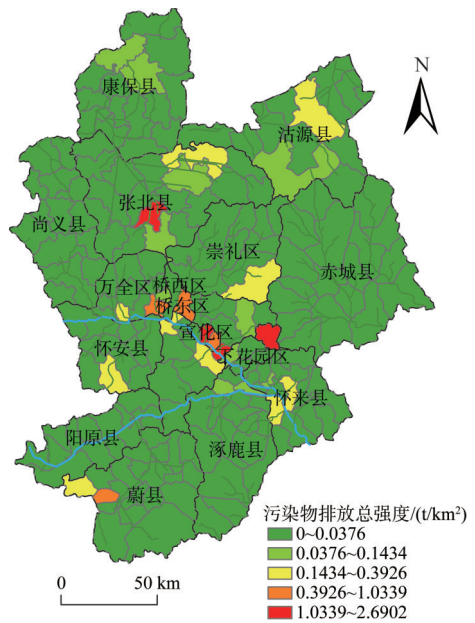 N
康保县
沽源县
张北县
尚义县
崇礼区
赤城县
万全区
桥西区
桥东区
宣化区
怀安县
下花园区
怀来县
阳原县
涿鹿县
蔚县
污染物排放总强度/(t/km²)
0~0.0376
0.0376~0.1434
0.1434~0.3926
0.3926~1.0339
1.0339~2.6902
0 50 km